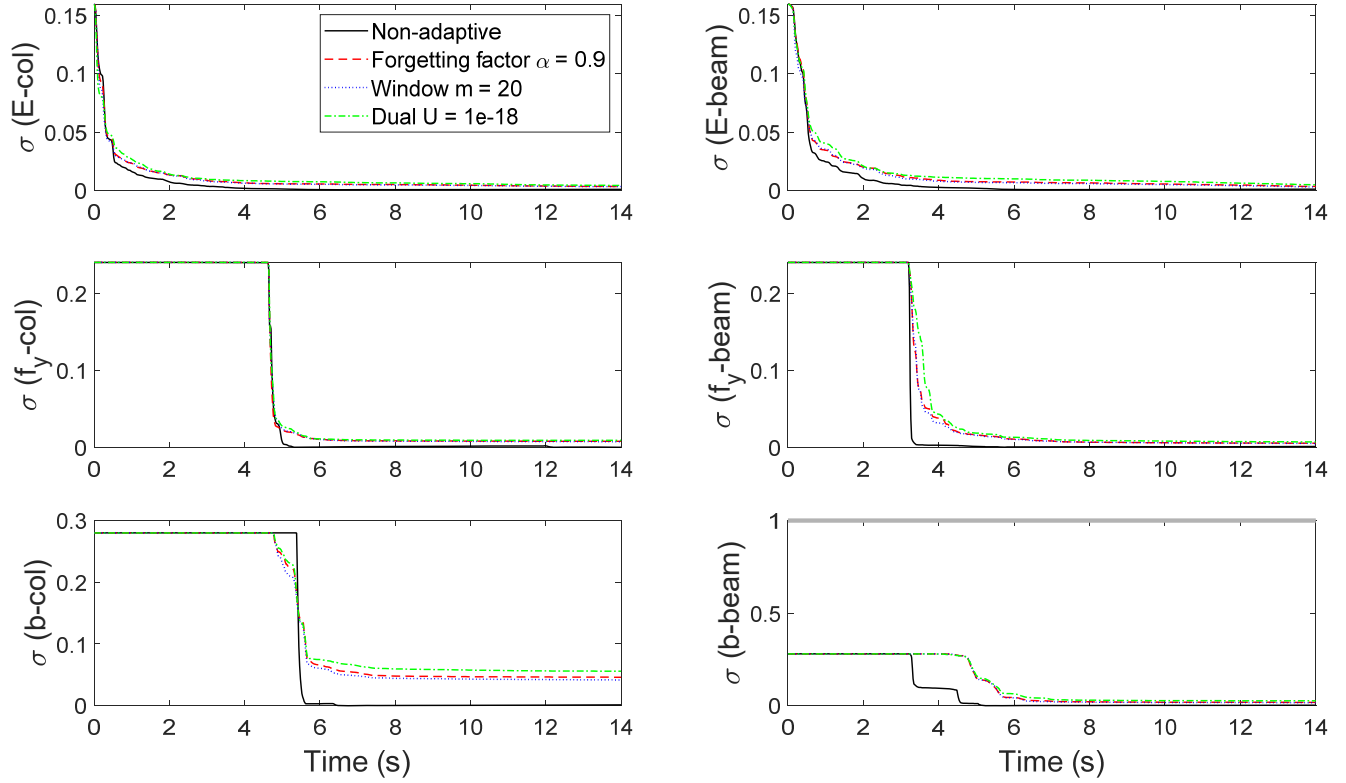 σ (E-col)
0.15
0.1
0.05
0
0 2 4 6 8 10 12 14
Non-adaptive
Forgetting factor α = 0.9
Window m = 20
Dual U = 1e-18
σ (E-beam)
0.15
0.1
0.05
0
0 2 4 6 8 10 12 14
σ (f_y-col)
0.2
0.1
0
0 2 4 6 8 10 12 14
σ (f_y-beam)
0.2
0.1
0
0 2 4 6 8 10 12 14
σ (b-col)
0.3
0.2
0.1
0
0 2 4 6 8 10 12 14
Time (s)
σ (b-beam)
1
0.5
0
0 2 4 6 8 10 12 14
Time (s)